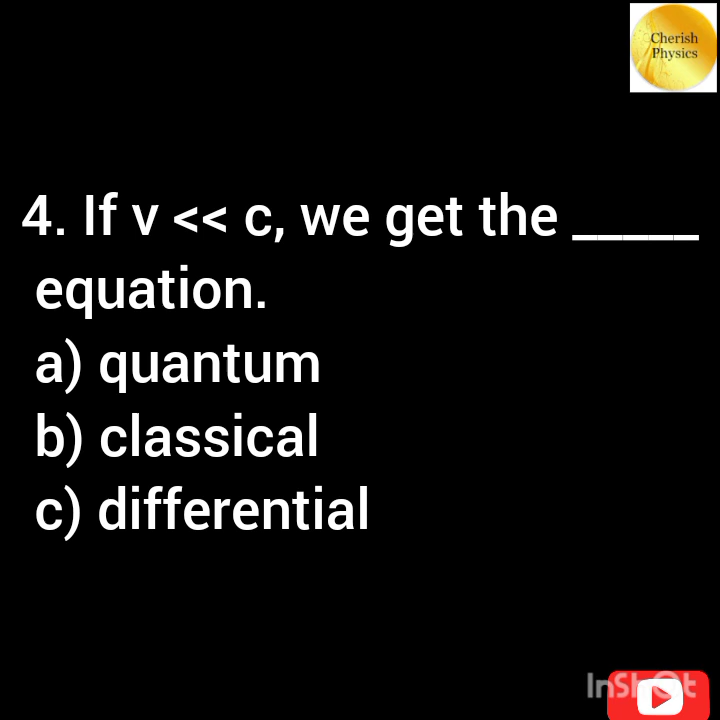 Cherish
Physics
4. If v << c, we get the _____
equation.
a) quantum
b) classical
c) differential